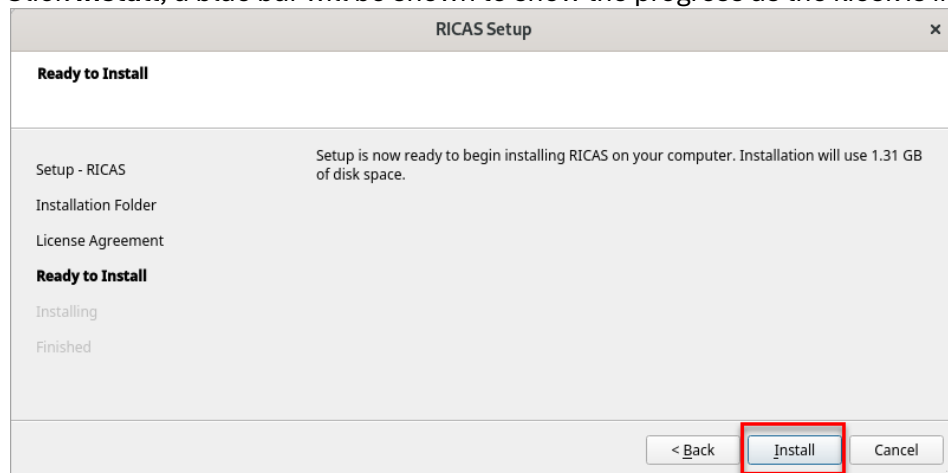 RICAS Setup
×
Ready to Install
Setup - RICAS
Setup is now ready to begin installing RICAS on your computer. Installation will use 1.31 GB
of disk space.
Installation Folder
License Agreement
Ready to Install
Installing
Finished
< Back
Install
Cancel